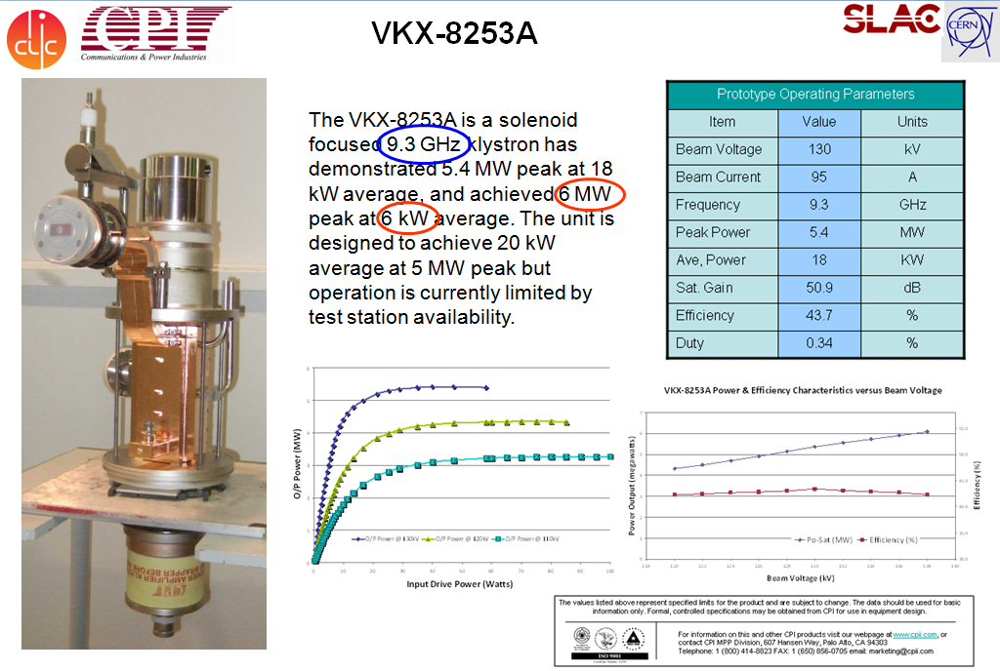 clic
CPI
Communications & Power Industries
VKX-8253A
SLAC
CERN
The VKX-8253A is a solenoid
focused 9.3 GHz klystron has
demonstrated 5.4 MW peak at 18
kW average, and achieved 6 MW
peak at 6 kW average. The unit is
designed to achieve 20 kW
average at 5 MW peak but
operation is currently limited by
test station availability.
Prototype Operating Parameters
Item Value Units
Beam Voltage 130 kV
Beam Current 95 A
Frequency 9.3 GHz
Peak Power 5.4 MW
Ave, Power 18 KW
Sat. Gain 50.9 dB
Efficiency 43.7 %
Duty 0.34 %
O/P Power (MW)
6
5
4
3
2
1
0
O/P Power @ 130kV O/P Power @ 120kV O/P Power @ 110kV
0 10 20 30 40 50 60 70 80 90 100
Input Drive Power (Watts)
VKX-8253A Power & Efficiency Characteristics versus Beam Voltage
Power Output (megawatts)
7
6
5
4
3
2
1
0
Efficiency (%)
Po-Sat (MW) Efficiency (%)
Beam Voltage (kV)
The values listed above represent specified limits for the product and are subject to change. The data should be used for basic
information only. Formal, controlled specifications may be obtained from CPI for use in equipment design.
ISO 9001
For information on this and other CPI products visit our webpage at www.cpii.com, or
contact CPI MPP Division, 607 Hansen Way, Palo Alto, CA 94303
Telephone: 1 (800) 414-8823 FAX: 1 (650) 856-0705 email: marketing@cpii.com